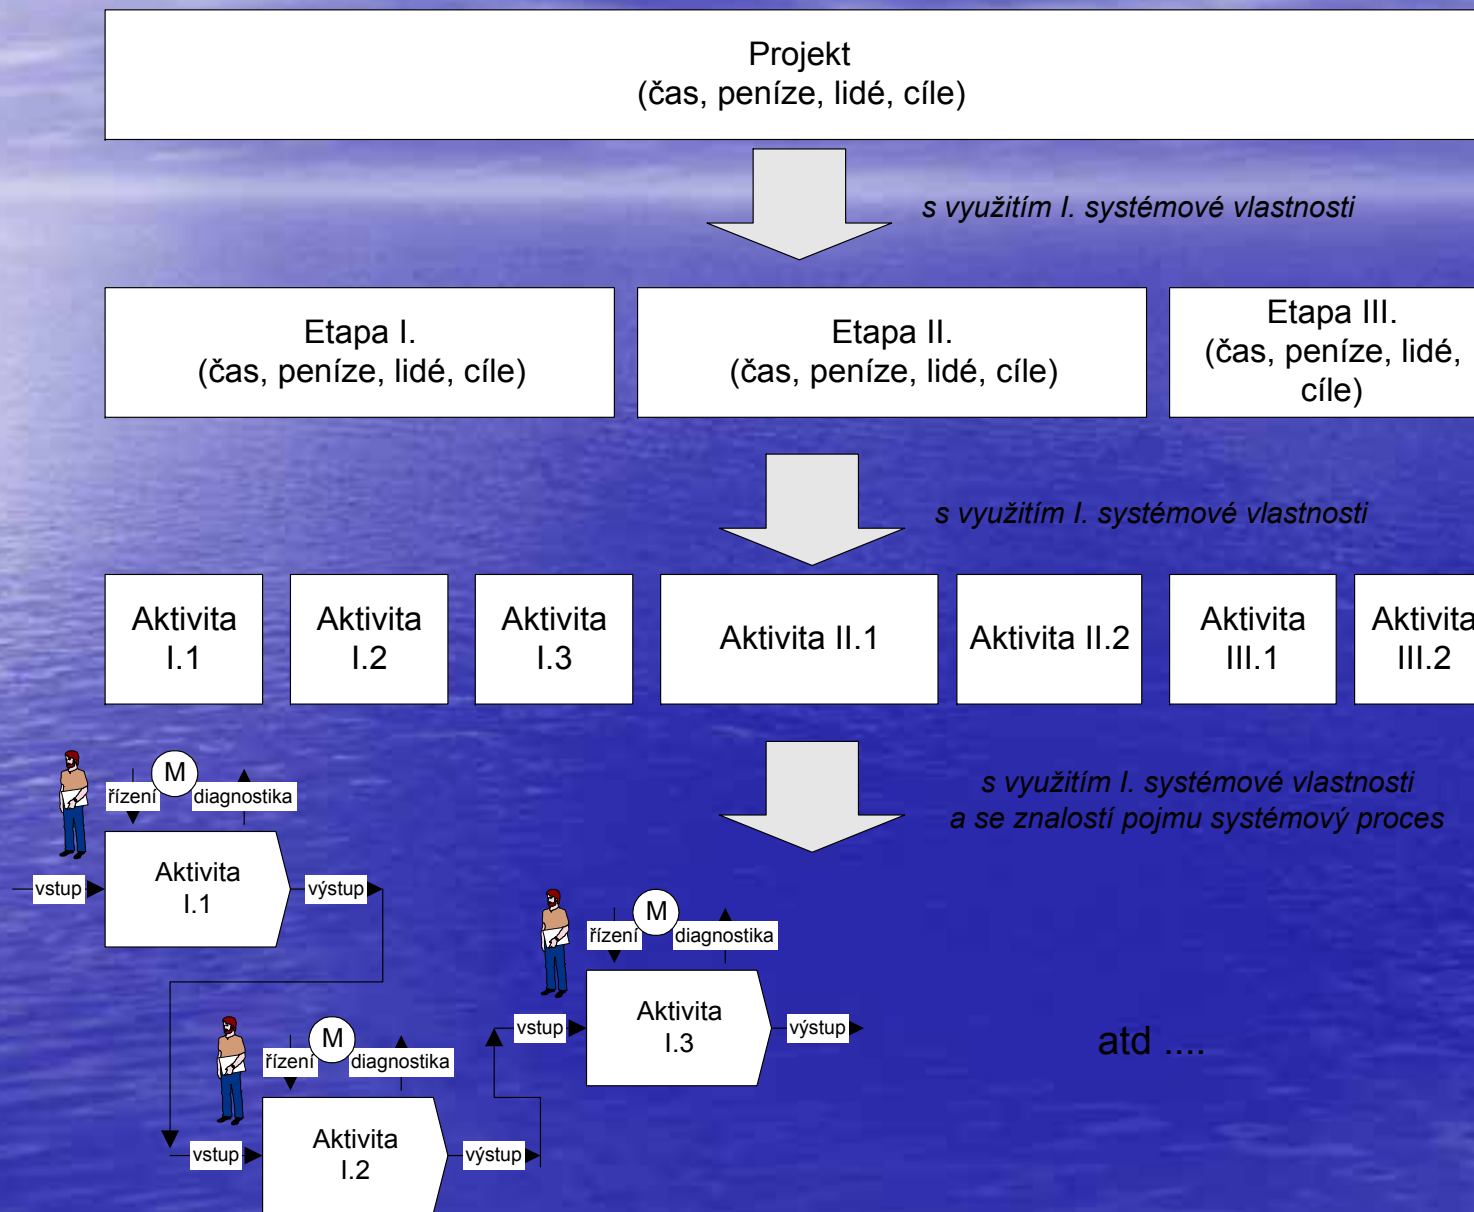 Projekt
(čas, peníze, lidé, cíle)
s využitím I. systémové vlastnosti
Etapa I.
(čas, peníze, lidé, cíle)
Etapa II.
(čas, peníze, lidé, cíle)
Etapa III.
(čas, peníze, lidé,
cíle)
s využitím I. systémové vlastnosti
Aktivita
I.1
Aktivita
I.2
Aktivita
I.3
Aktivita II.1
Aktivita II.2
Aktivita
III.1
Aktivita
III.2
s využitím I. systémové vlastnosti
a se znalostí pojmu systémový proces
M
řízení
diagnostika
vstup
Aktivita
I.1
výstup
M
řízení
diagnostika
vstup
Aktivita
I.2
výstup
M
řízení
diagnostika
vstup
Aktivita
I.3
výstup
atd ....